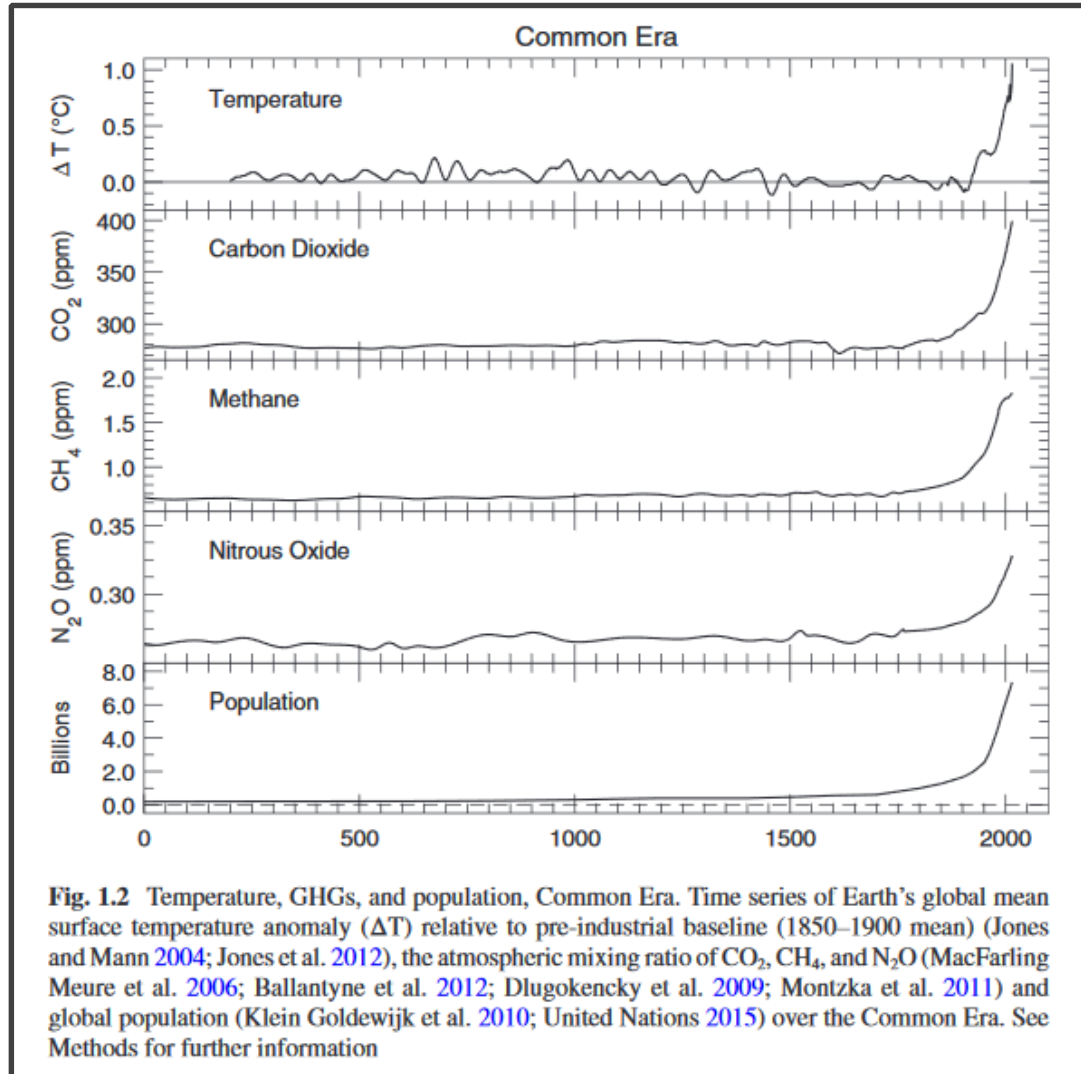 Common Era
1.0
Temperature
Δ T (°C)
0.5
0.0
400
Carbon Dioxide
CO₂ (ppm)
350
300
2.0
Methane
CH₄ (ppm)
1.5
1.0
0.35
Nitrous Oxide
N₂O (ppm)
0.30
8.0
Population
Billions
6.0
4.0
2.0
0.0
0 500 1000 1500 2000
Fig. 1.2 Temperature, GHGs, and population, Common Era. Time series of Earth's global mean
surface temperature anomaly (ΔT) relative to pre-industrial baseline (1850–1900 mean) (Jones
and Mann 2004; Jones et al. 2012), the atmospheric mixing ratio of CO₂, CH₄, and N₂O (MacFarling
Meure et al. 2006; Ballantyne et al. 2012; Dlugokencky et al. 2009; Montzka et al. 2011) and
global population (Klein Goldewijk et al. 2010; United Nations 2015) over the Common Era. See
Methods for further information